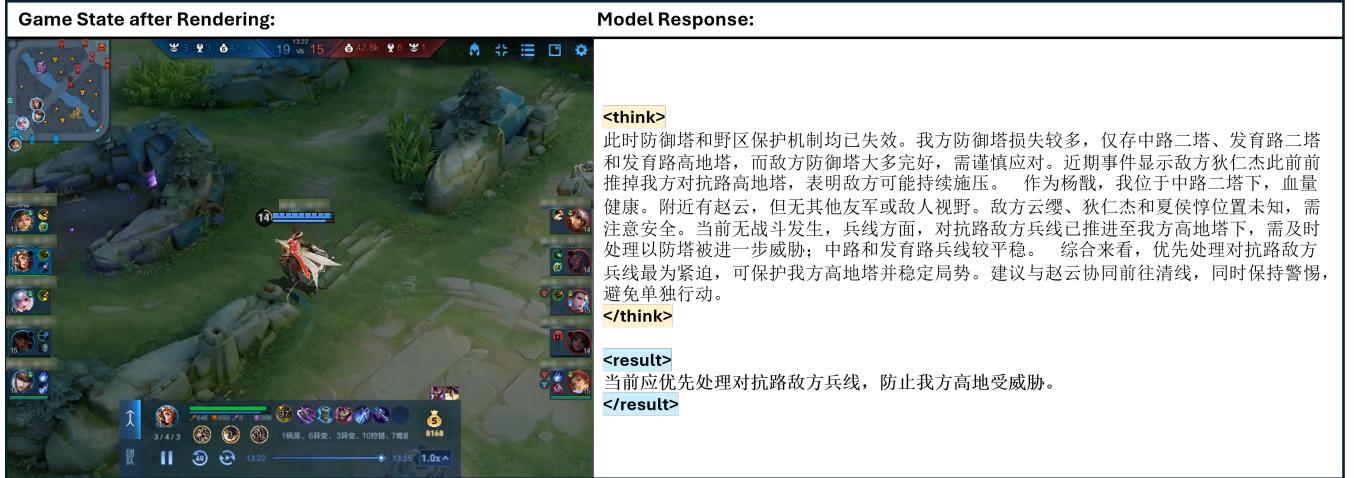 Game State after Rendering:
Model Response:
13:22
19 vs 15
42.8k 6 1
14
3/4/3
8168
13:22
1.0x
<think>
此时防御塔和野区保护机制均已失效。我方防御塔损失较多，仅存中路二塔、发育路二塔
和发育路高地塔，而敌方防御塔大多完好，需谨慎应对。近期事件显示敌方狄仁杰此前前
推掉我方对抗路高地塔，表明敌方可能持续施压。 作为杨戬，我位于中路二塔下，血量
健康。附近有赵云，但无其他友军或敌人视野。敌方云缨、狄仁杰和夏侯惇位置未知，需
注意安全。当前无战斗发生，兵线方面，对抗路敌方兵线已推进至我方高地塔下，需及时
处理以防塔被进一步威胁；中路和发育路兵线较平稳。 综合来看，优先处理对抗路敌方
兵线最为紧迫，可保护我方高地塔并稳定局势。建议与赵云协同前往清线，同时保持警惕，
避免单独行动。
</think>
<result>
当前应优先处理对抗路敌方兵线，防止我方高地受威胁。
</result>